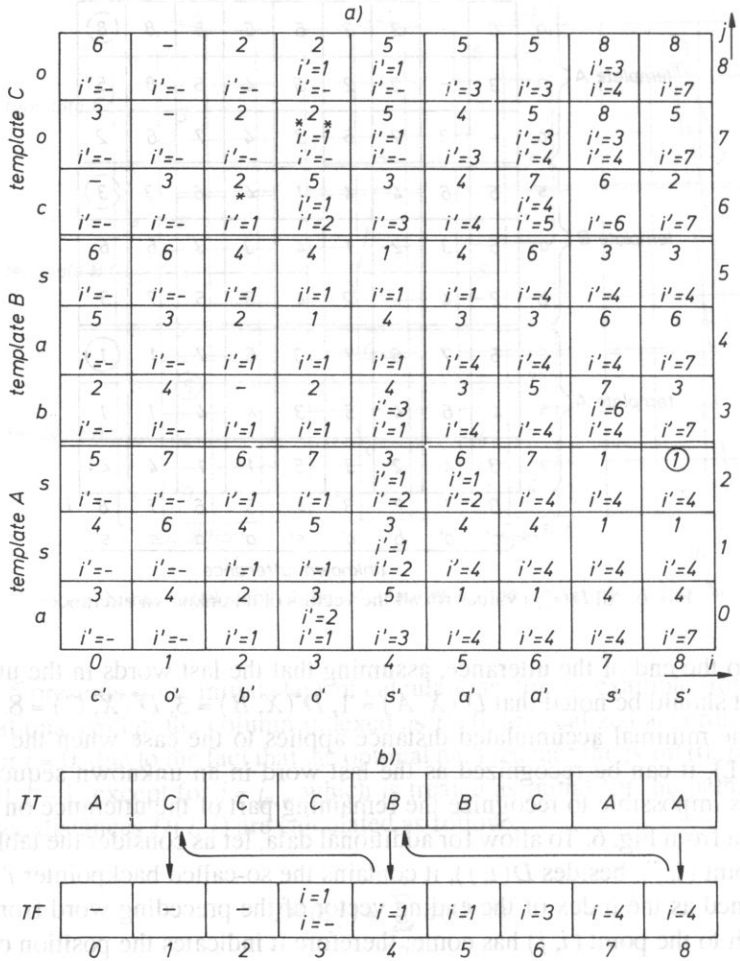 a)
6 – 2 2 5 5 5 8 8 j
o i'=1 i'=1 i'=3 8
i'=– i'=– i'=– i'=– i'=– i'=3 i'=3 i'=4 i'=7
3 – 2 *2* 5 4 5 8 5
o i'=1 i'=1 i'=3 i'=3 7
i'=– i'=– i'=– i'=– i'=– i'=3 i'=4 i'=4 i'=7
template C
– 3 2 5 3 5 7 6 2
c * i'=1 i'=4 6
i'=– i'=– i'=1 i'=2 i'=3 i'=4 i'=5 i'=6 i'=7
6 6 4 4 1 4 6 3 3
s 5
i'=– i'=– i'=1 i'=1 i'=1 i'=1 i'=4 i'=4 i'=4
5 3 2 1 4 3 3 6 6
a 4
i'=– i'=– i'=1 i'=1 i'=1 i'=4 i'=4 i'=4 i'=7
template B
2 4 – 2 4 3 5 7 3
b i'=3 i'=6 3
i'=– i'=– i'=1 i'=1 i'=1 i'=4 i'=4 i'=4 i'=7
5 7 6 7 3 6 7 1 1
s i'=1 i'=1 2
i'=– i'=– i'=– i'=1 i'=2 i'=2 i'=4 i'=4 i'=4
4 6 4 5 3 4 4 1 1
s i'=1 1
i'=– i'=– i'=1 i'=1 i'=2 i'=4 i'=4 i'=4 i'=4
template A
3 4 2 3 5 1 1 4 4
a i'=2 0
i'=– i'=– i'=1 i'=1 i'=3 i'=4 i'=4 i'=4 i'=7
0 1 2 3 4 5 6 7 8 i
c' o' b' a' s' a' a' s' s'
b)
TT A C C C B B C A A
i=1
TF i=– i=– i=– i=– i=1 i=1 i=3 i=4 i=4
0 1 2 3 4 5 6 7 8